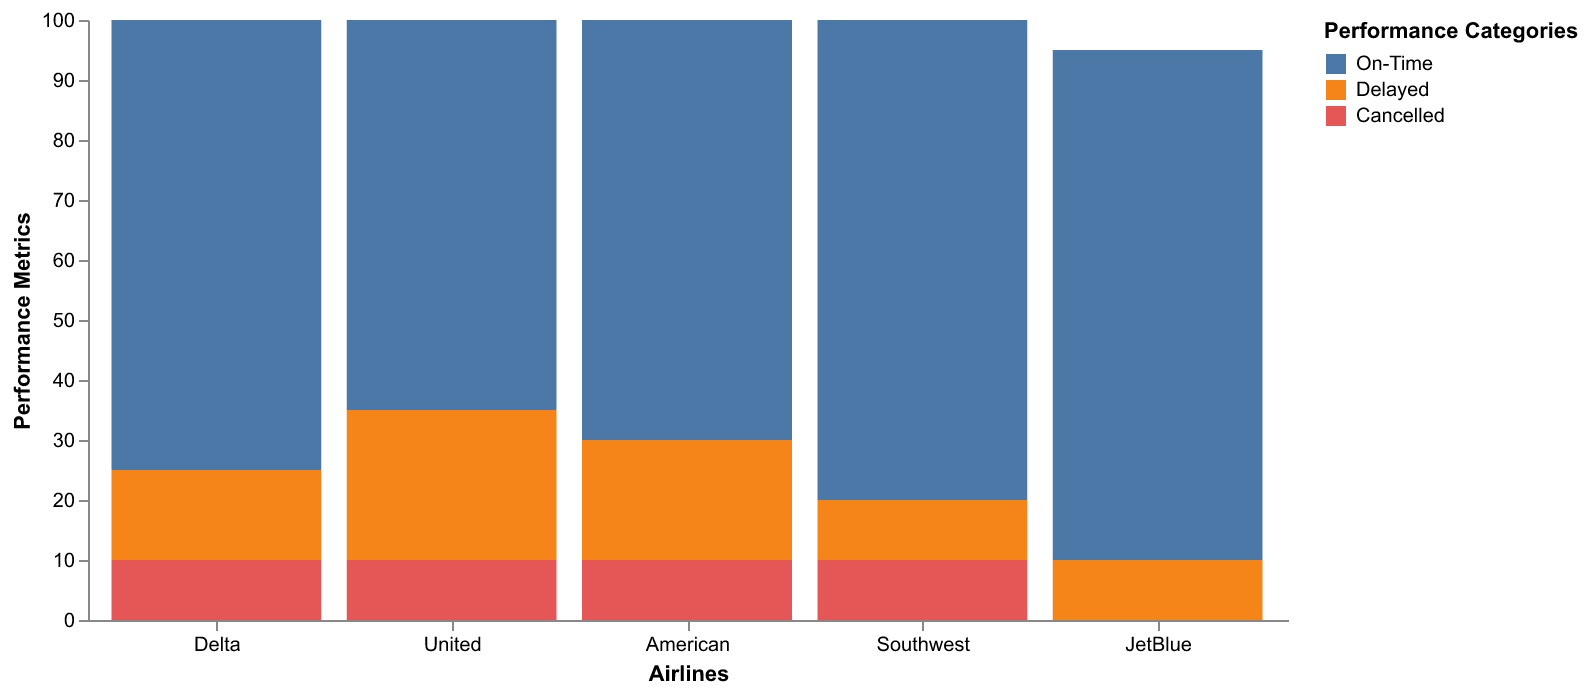 Performance Categories
On-Time
Delayed
Cancelled
Performance Metrics
100
90
80
70
60
50
40
30
20
10
0
Delta United American Southwest JetBlue
Airlines